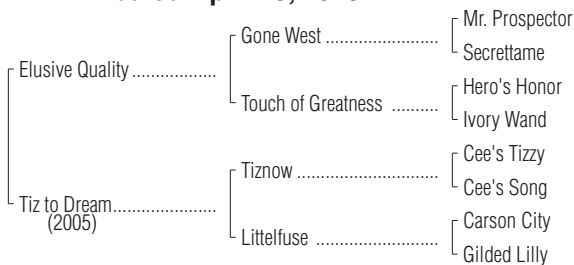 Mr. Prospector
Gone West
Secrettame
Elusive Quality
Hero's Honor
Touch of Greatness
Ivory Wand
Cee's Tizzy
Tiznow
Cee's Song
Tiz to Dream
(2005)
Carson City
Littelfuse
Gilded Lilly